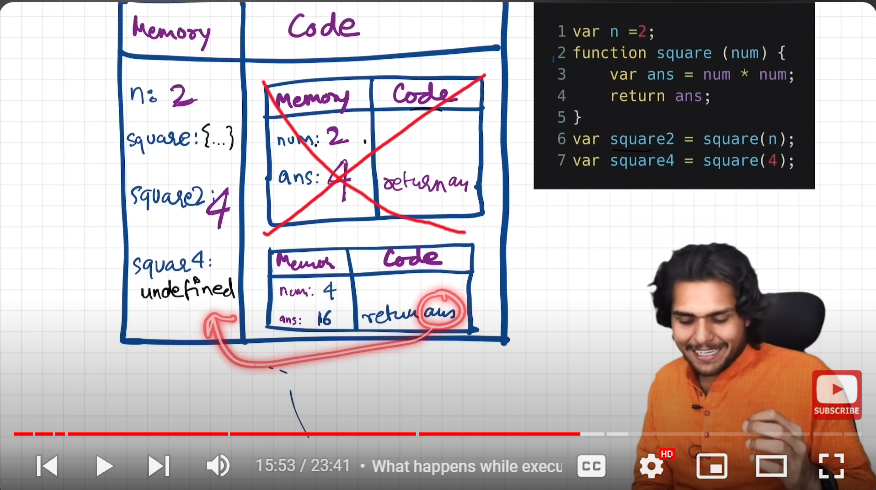 Memory Code
n: 2
square:{...}
square2: 4
squar4:
undefined
Memory Code
num: 2
ans: 4
return an
Memor Code
num: 4
ans: 16
return ans
1 var n =2;
2 function square (num) {
3 var ans = num * num;
4 return ans;
5 }
6 var square2 = square(n);
7 var square4 = square(4);
SUBSCRIBE
15:53 / 23:41 • What happens while execu
CC
HD